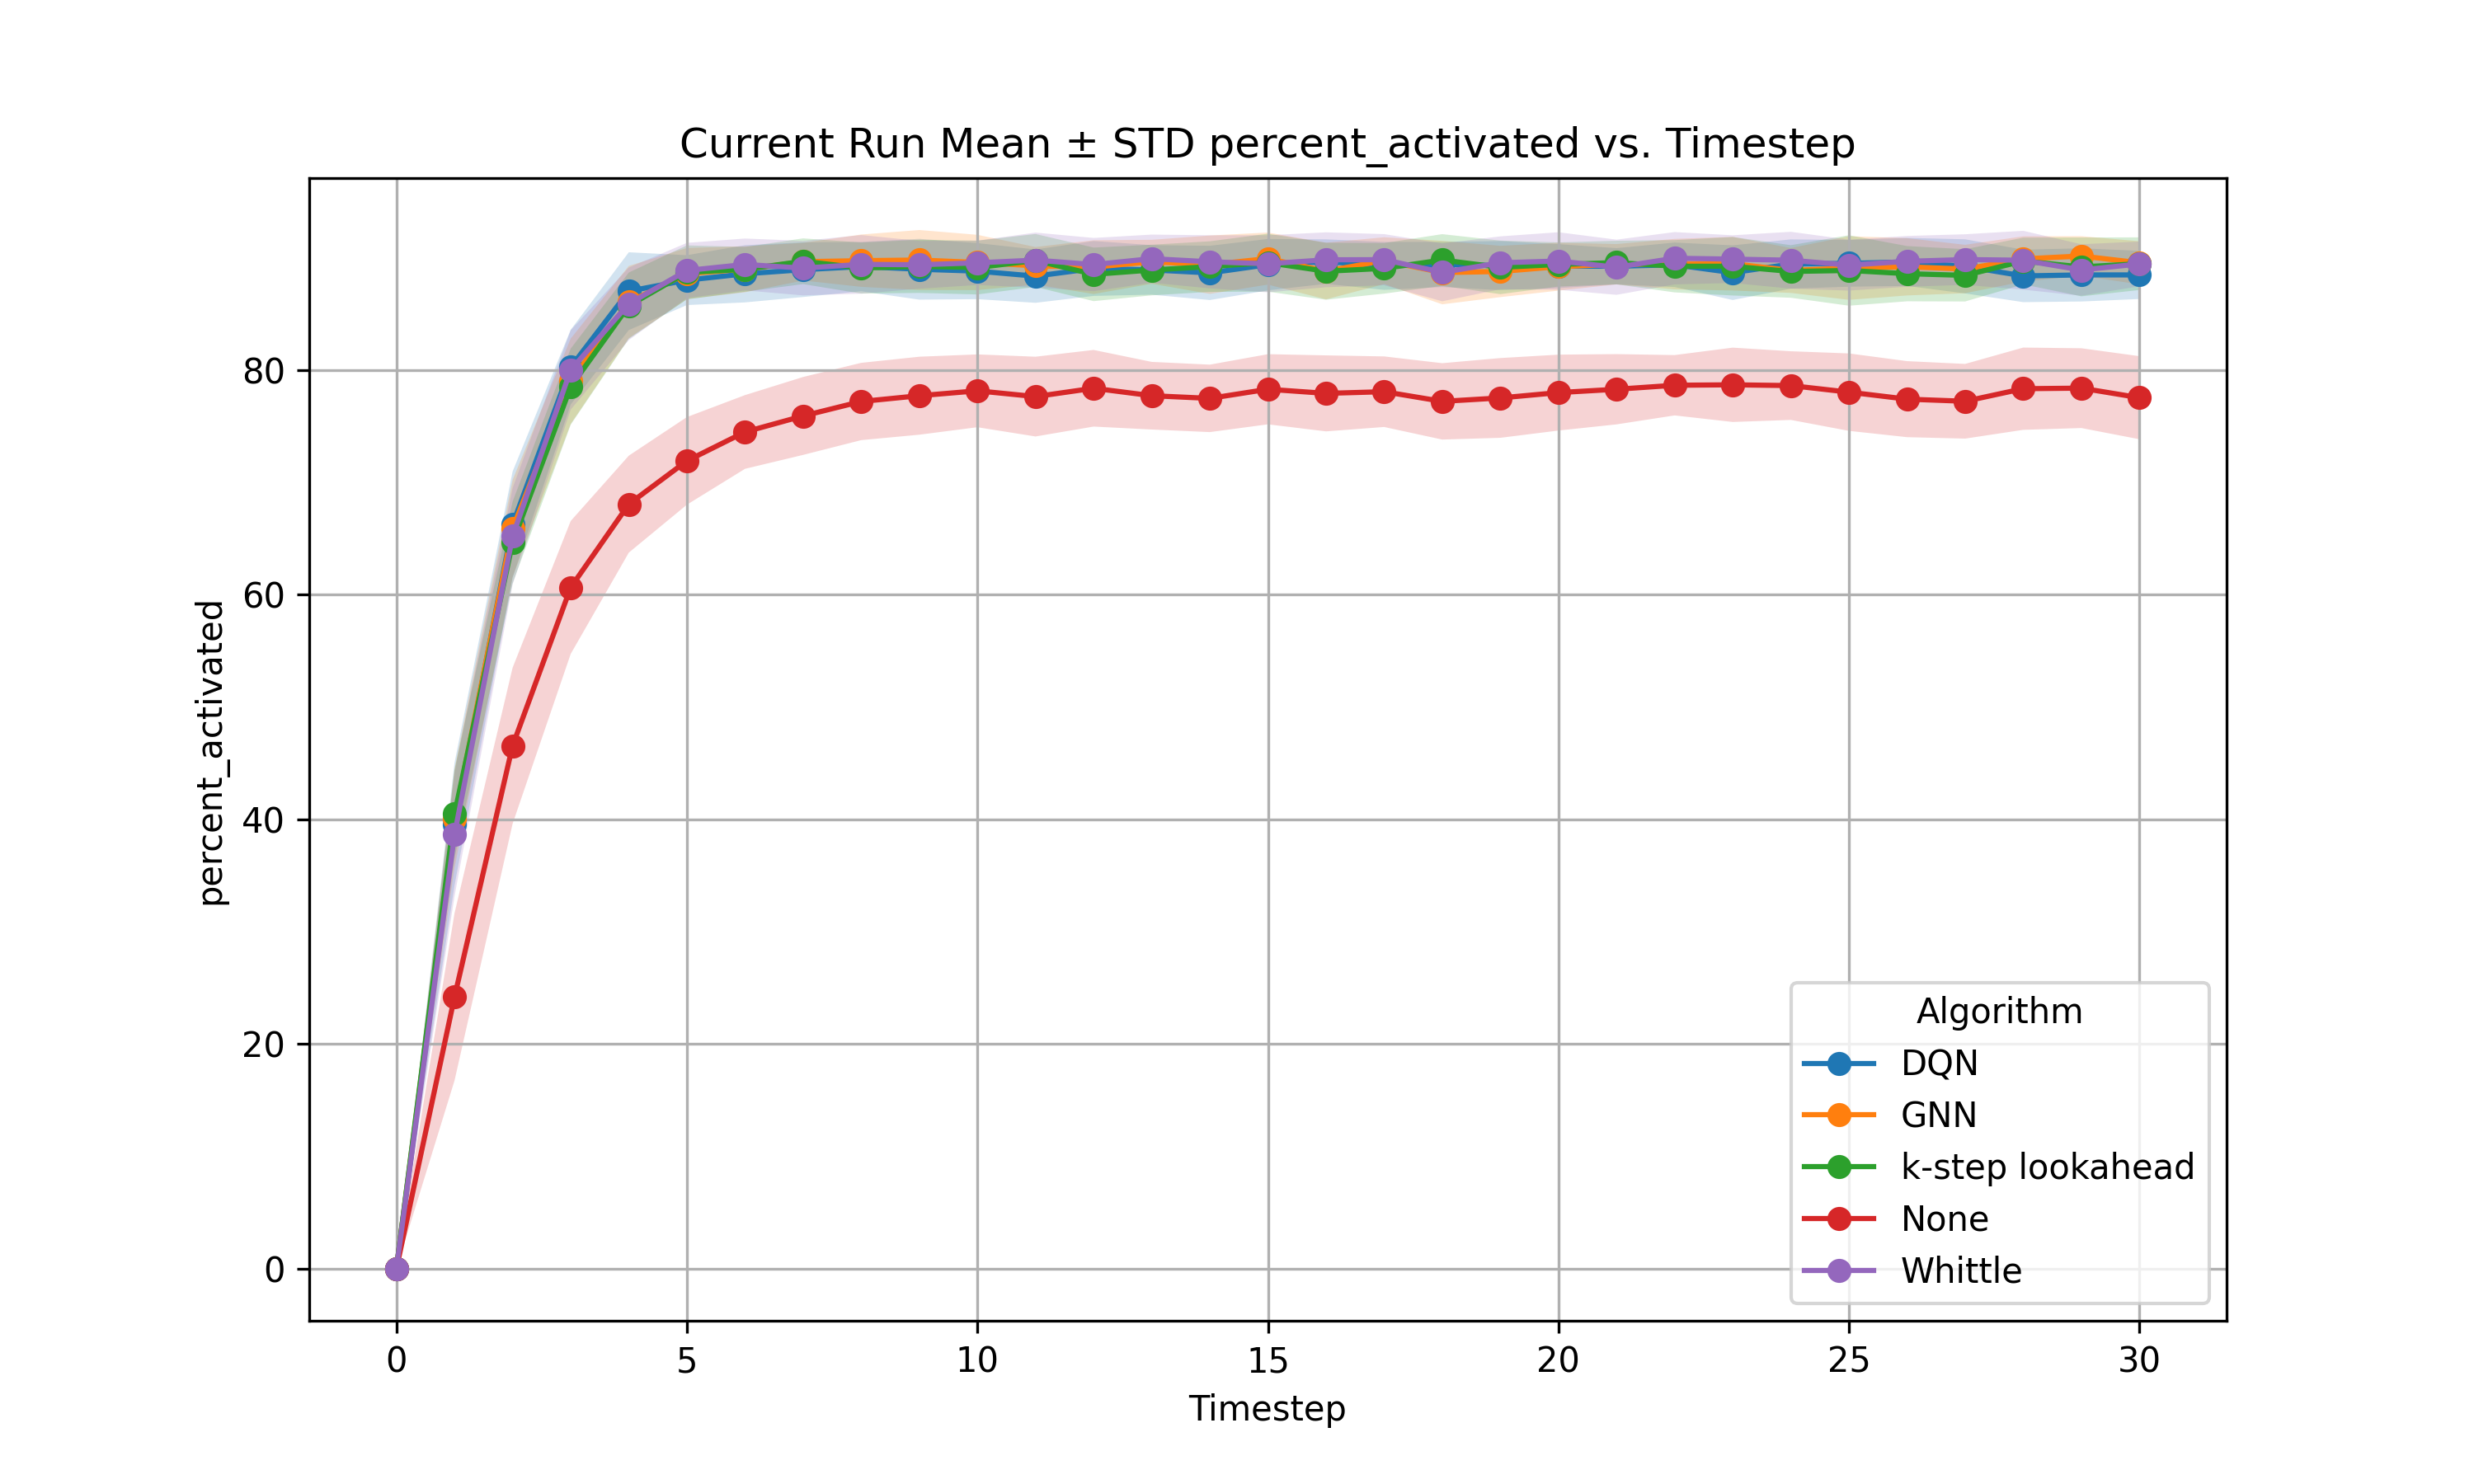 Current Run Mean ± STD percent_activated vs. Timestep
percent_activated
80
60
40
20
0
0 5 10 15 20 25 30
Timestep
Algorithm
DQN
GNN
k-step lookahead
None
Whittle